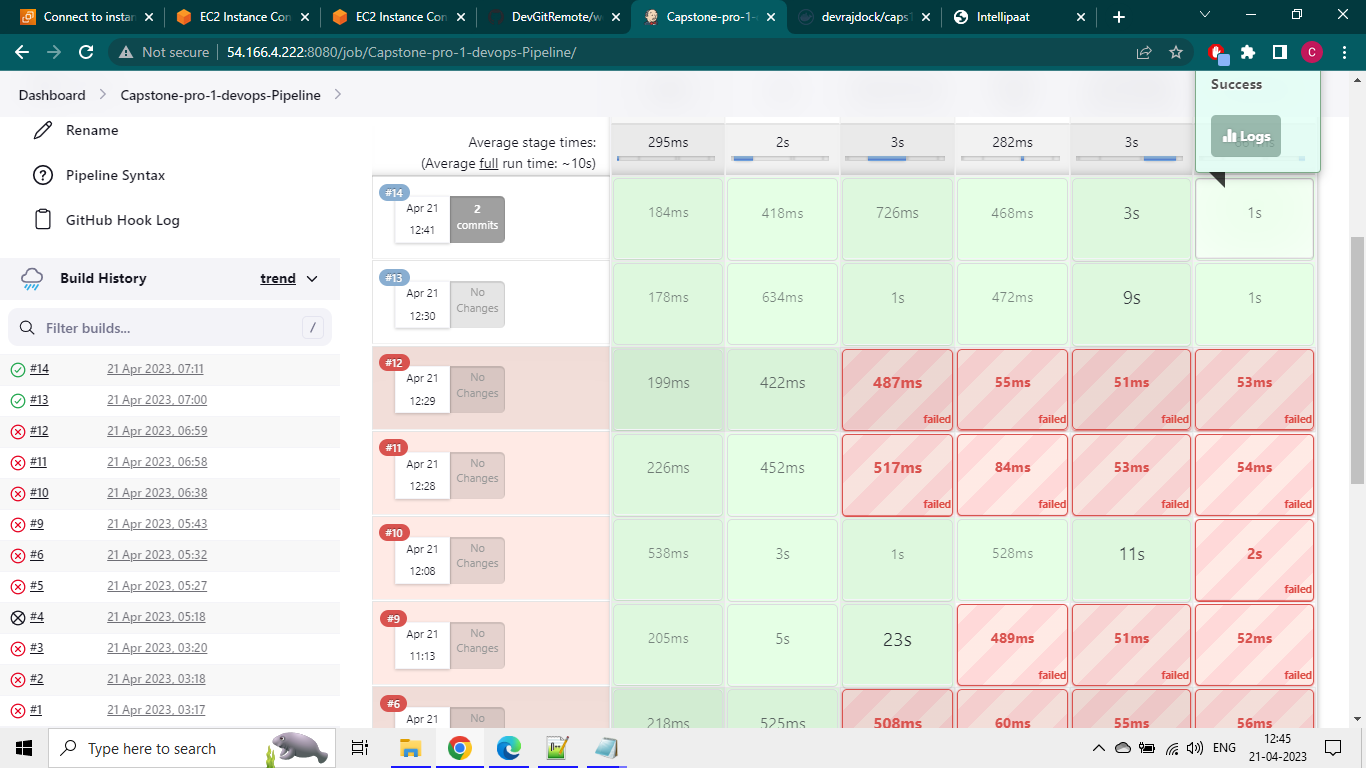 Connect to instan
EC2 Instance Con
EC2 Instance Con
DevGitRemote/w
Capstone-pro-1-
devrajdock/caps
Intellipaat
Not secure
54.166.4.222:8080/job/Capstone-pro-1-devops-Pipeline/
C
Dashboard
Capstone-pro-1-devops-Pipeline
Success
Logs
Rename
Pipeline Syntax
GitHub Hook Log
Build History
trend
Filter builds...
/
#14 21 Apr 2023, 07:11
#13 21 Apr 2023, 07:00
#12 21 Apr 2023, 06:59
#11 21 Apr 2023, 06:58
#10 21 Apr 2023, 06:38
#9 21 Apr 2023, 05:43
#6 21 Apr 2023, 05:32
#5 21 Apr 2023, 05:27
#4 21 Apr 2023, 05:18
#3 21 Apr 2023, 03:20
#2 21 Apr 2023, 03:18
#1 21 Apr 2023, 03:17
Average stage times:
(Average full run time: ~10s)
295ms 2s 3s 282ms 3s
#14
Apr 21
12:41
2
commits
184ms 418ms 726ms 468ms 3s 1s
#13
Apr 21
12:30
No
Changes
178ms 634ms 1s 472ms 9s 1s
#12
Apr 21
12:29
No
Changes
199ms 422ms 487ms 55ms 51ms 53ms
failed failed failed failed
#11
Apr 21
12:28
No
Changes
226ms 452ms 517ms 84ms 53ms 54ms
failed failed failed failed
#10
Apr 21
12:08
No
Changes
538ms 3s 1s 528ms 11s 2s
failed
#9
Apr 21
11:13
No
Changes
205ms 5s 23s 489ms 51ms 52ms
failed failed failed
#6
Apr 21
No
218ms 525ms 508ms 60ms 55ms 56ms
Type here to search
ENG
12:45
21-04-2023